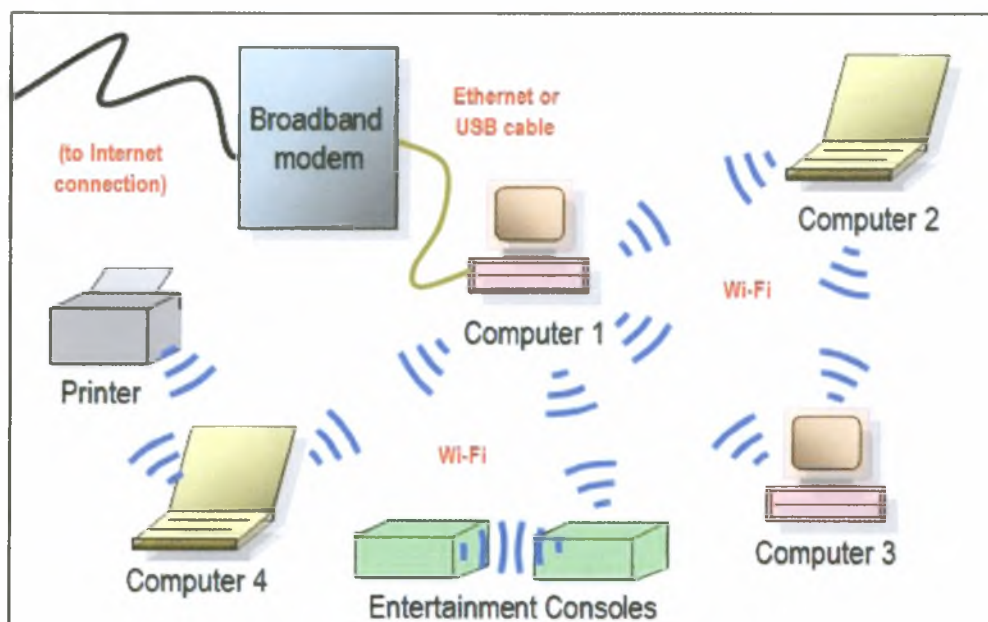 Broadband
modem
Ethernet or
USB cable
(to Internet
connection)
Computer 2
Wi-Fi
Computer 1
Printer
Wi-Fi
Computer 3
Computer 4
Entertainment Consoles